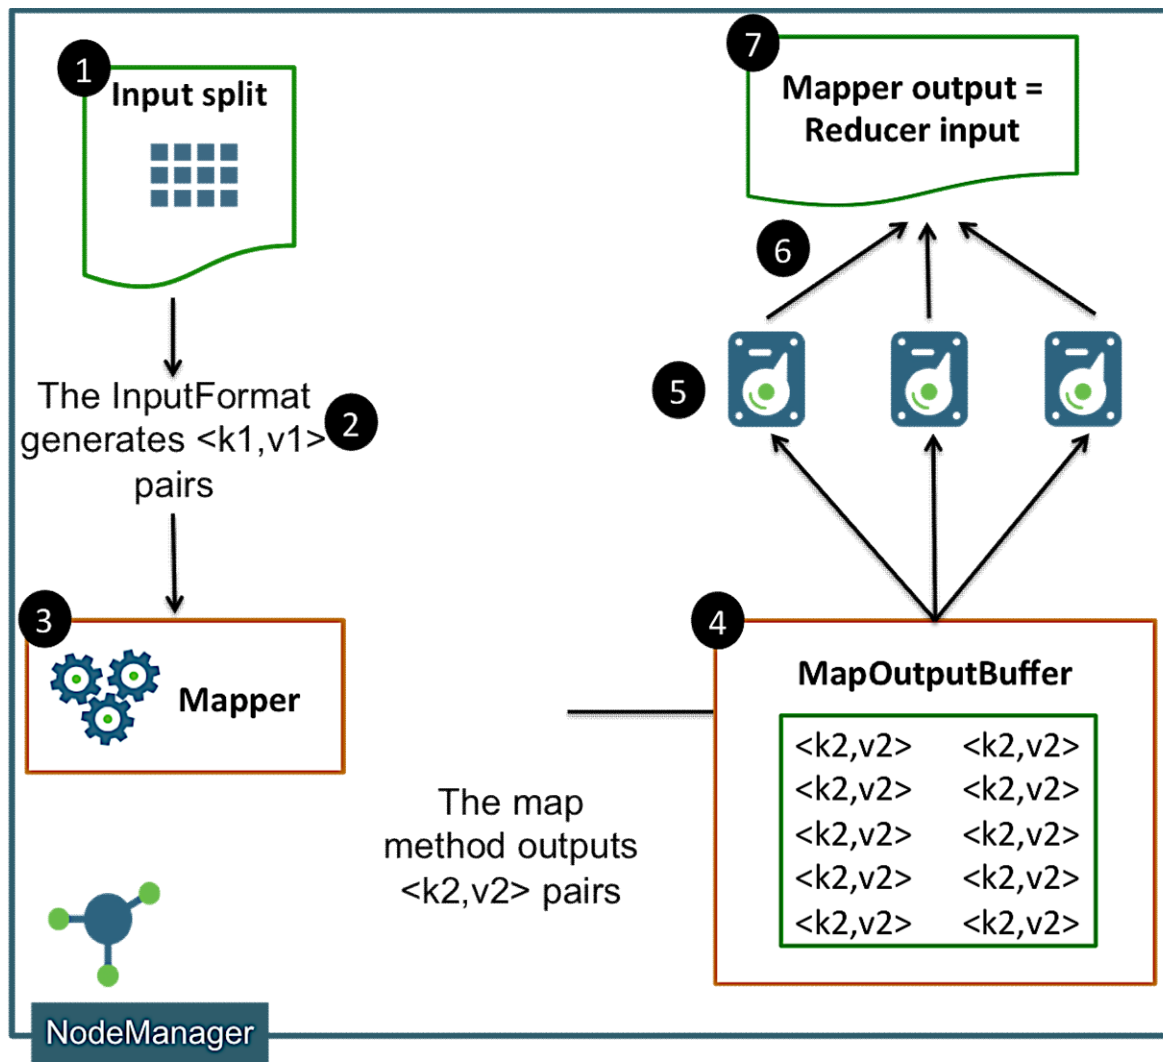 1
Input split
The InputFormat
generates <k1,v1>
2
pairs
3
Mapper
The map
method outputs
<k2,v2> pairs
4
MapOutputBuffer
<k2,v2> <k2,v2>
<k2,v2> <k2,v2>
<k2,v2> <k2,v2>
<k2,v2> <k2,v2>
<k2,v2> <k2,v2>
5
6
7
Mapper output =
Reducer input
NodeManager